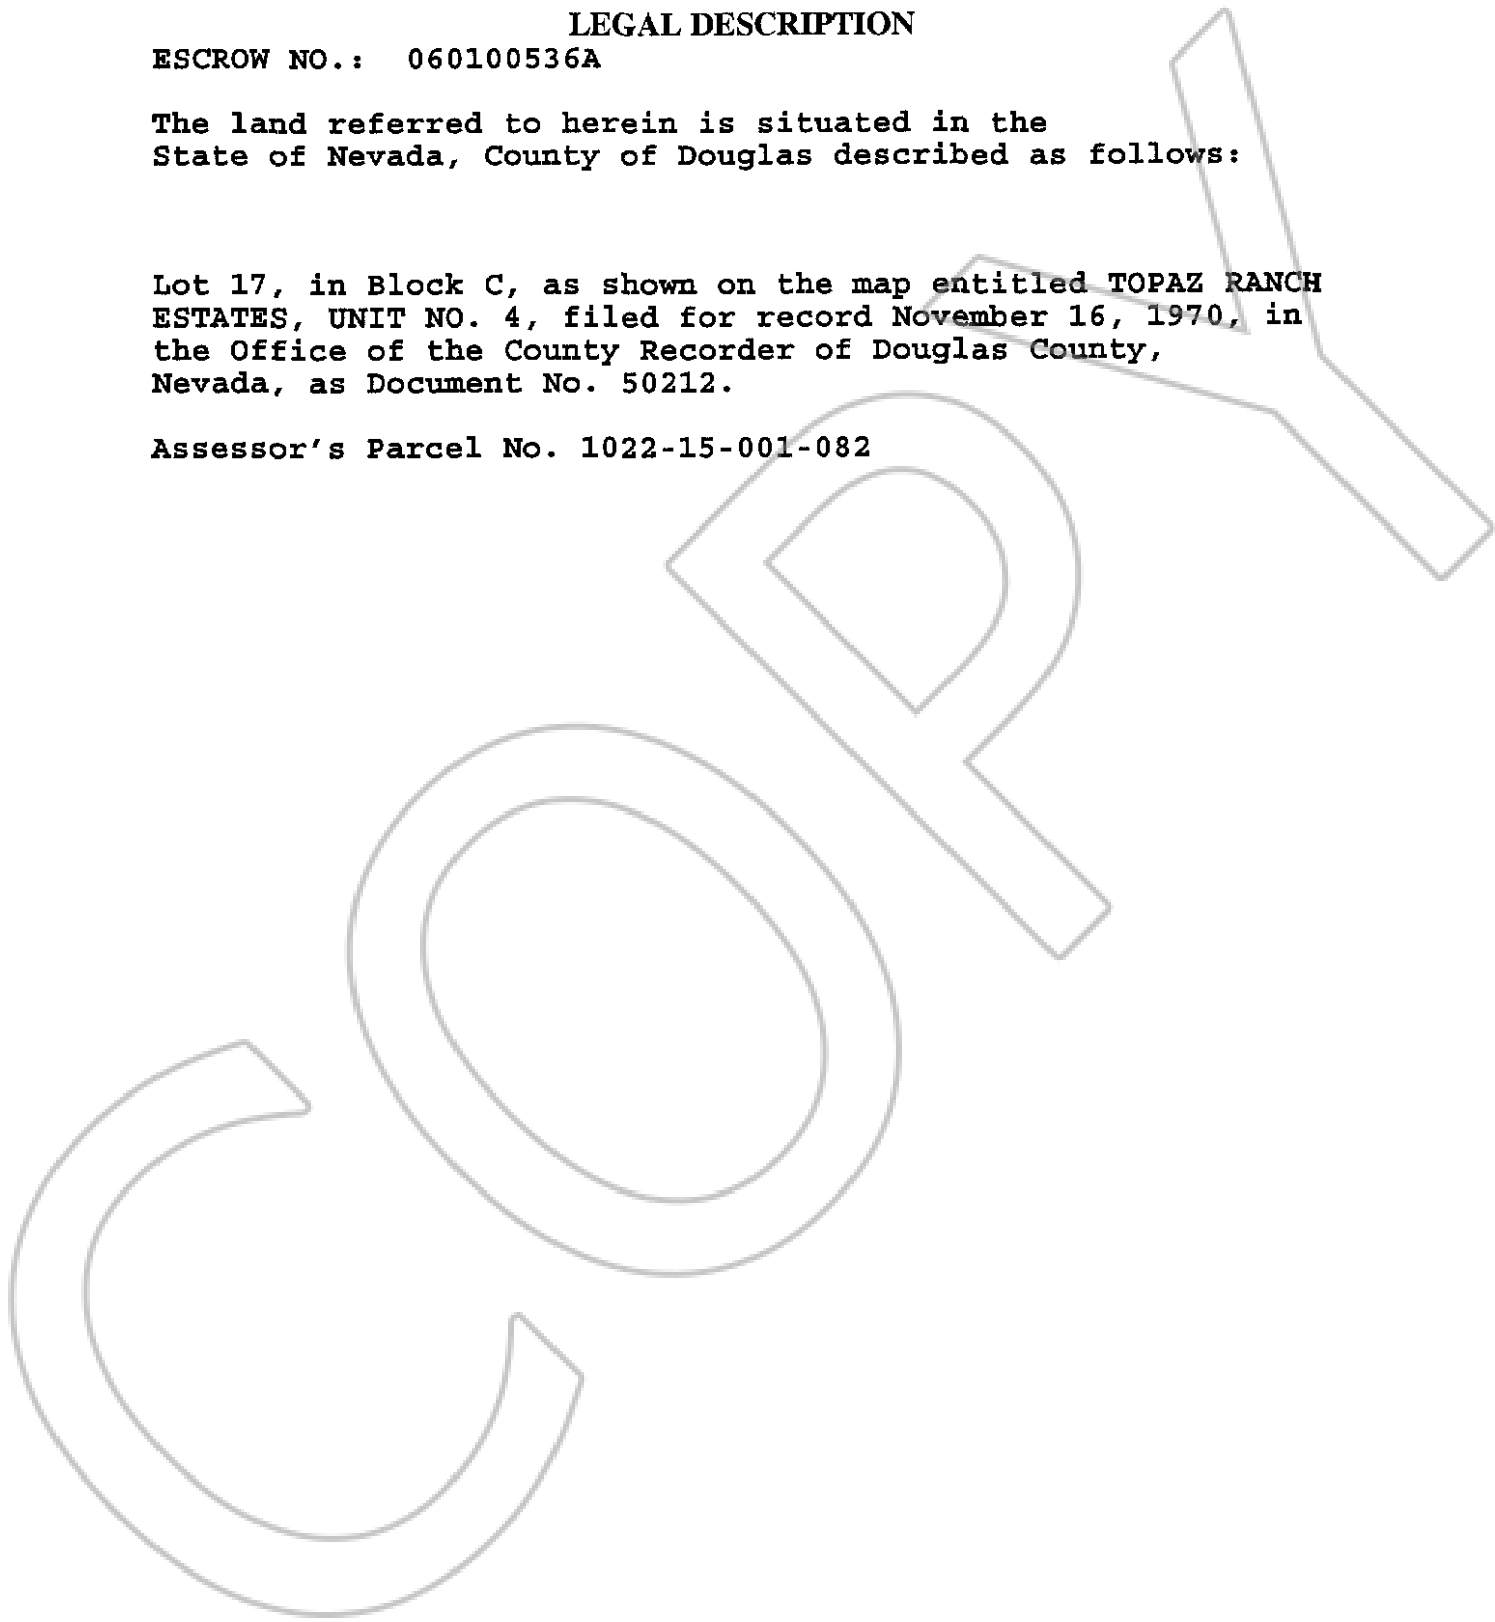 LEGAL DESCRIPTION
ESCROW NO.: 060100536A
The land referred to herein is situated in the
State of Nevada, County of Douglas described as follows:
Lot 17, in Block C, as shown on the map entitled TOPAZ RANCH
ESTATES, UNIT NO. 4, filed for record November 16, 1970, in
the Office of the County Recorder of Douglas County,
Nevada, as Document No. 50212.
Assessor's Parcel No. 1022-15-001-082
COPY